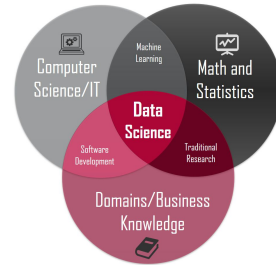 Machine
Learning
Computer
Science/IT
Math and
Statistics
Data
Science
Software
Development
Traditional
Research
Domains/Business
Knowledge